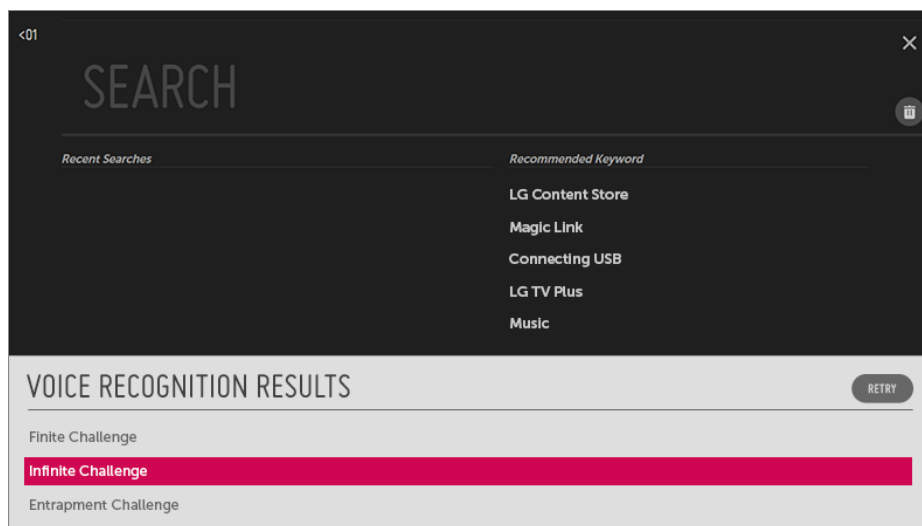 <01
SEARCH
Recent Searches
Recommended Keyword
LG Content Store
Magic Link
Connecting USB
LG TV Plus
Music
VOICE RECOGNITION RESULTS
RETRY
Finite Challenge
Infinite Challenge
Entrapment Challenge